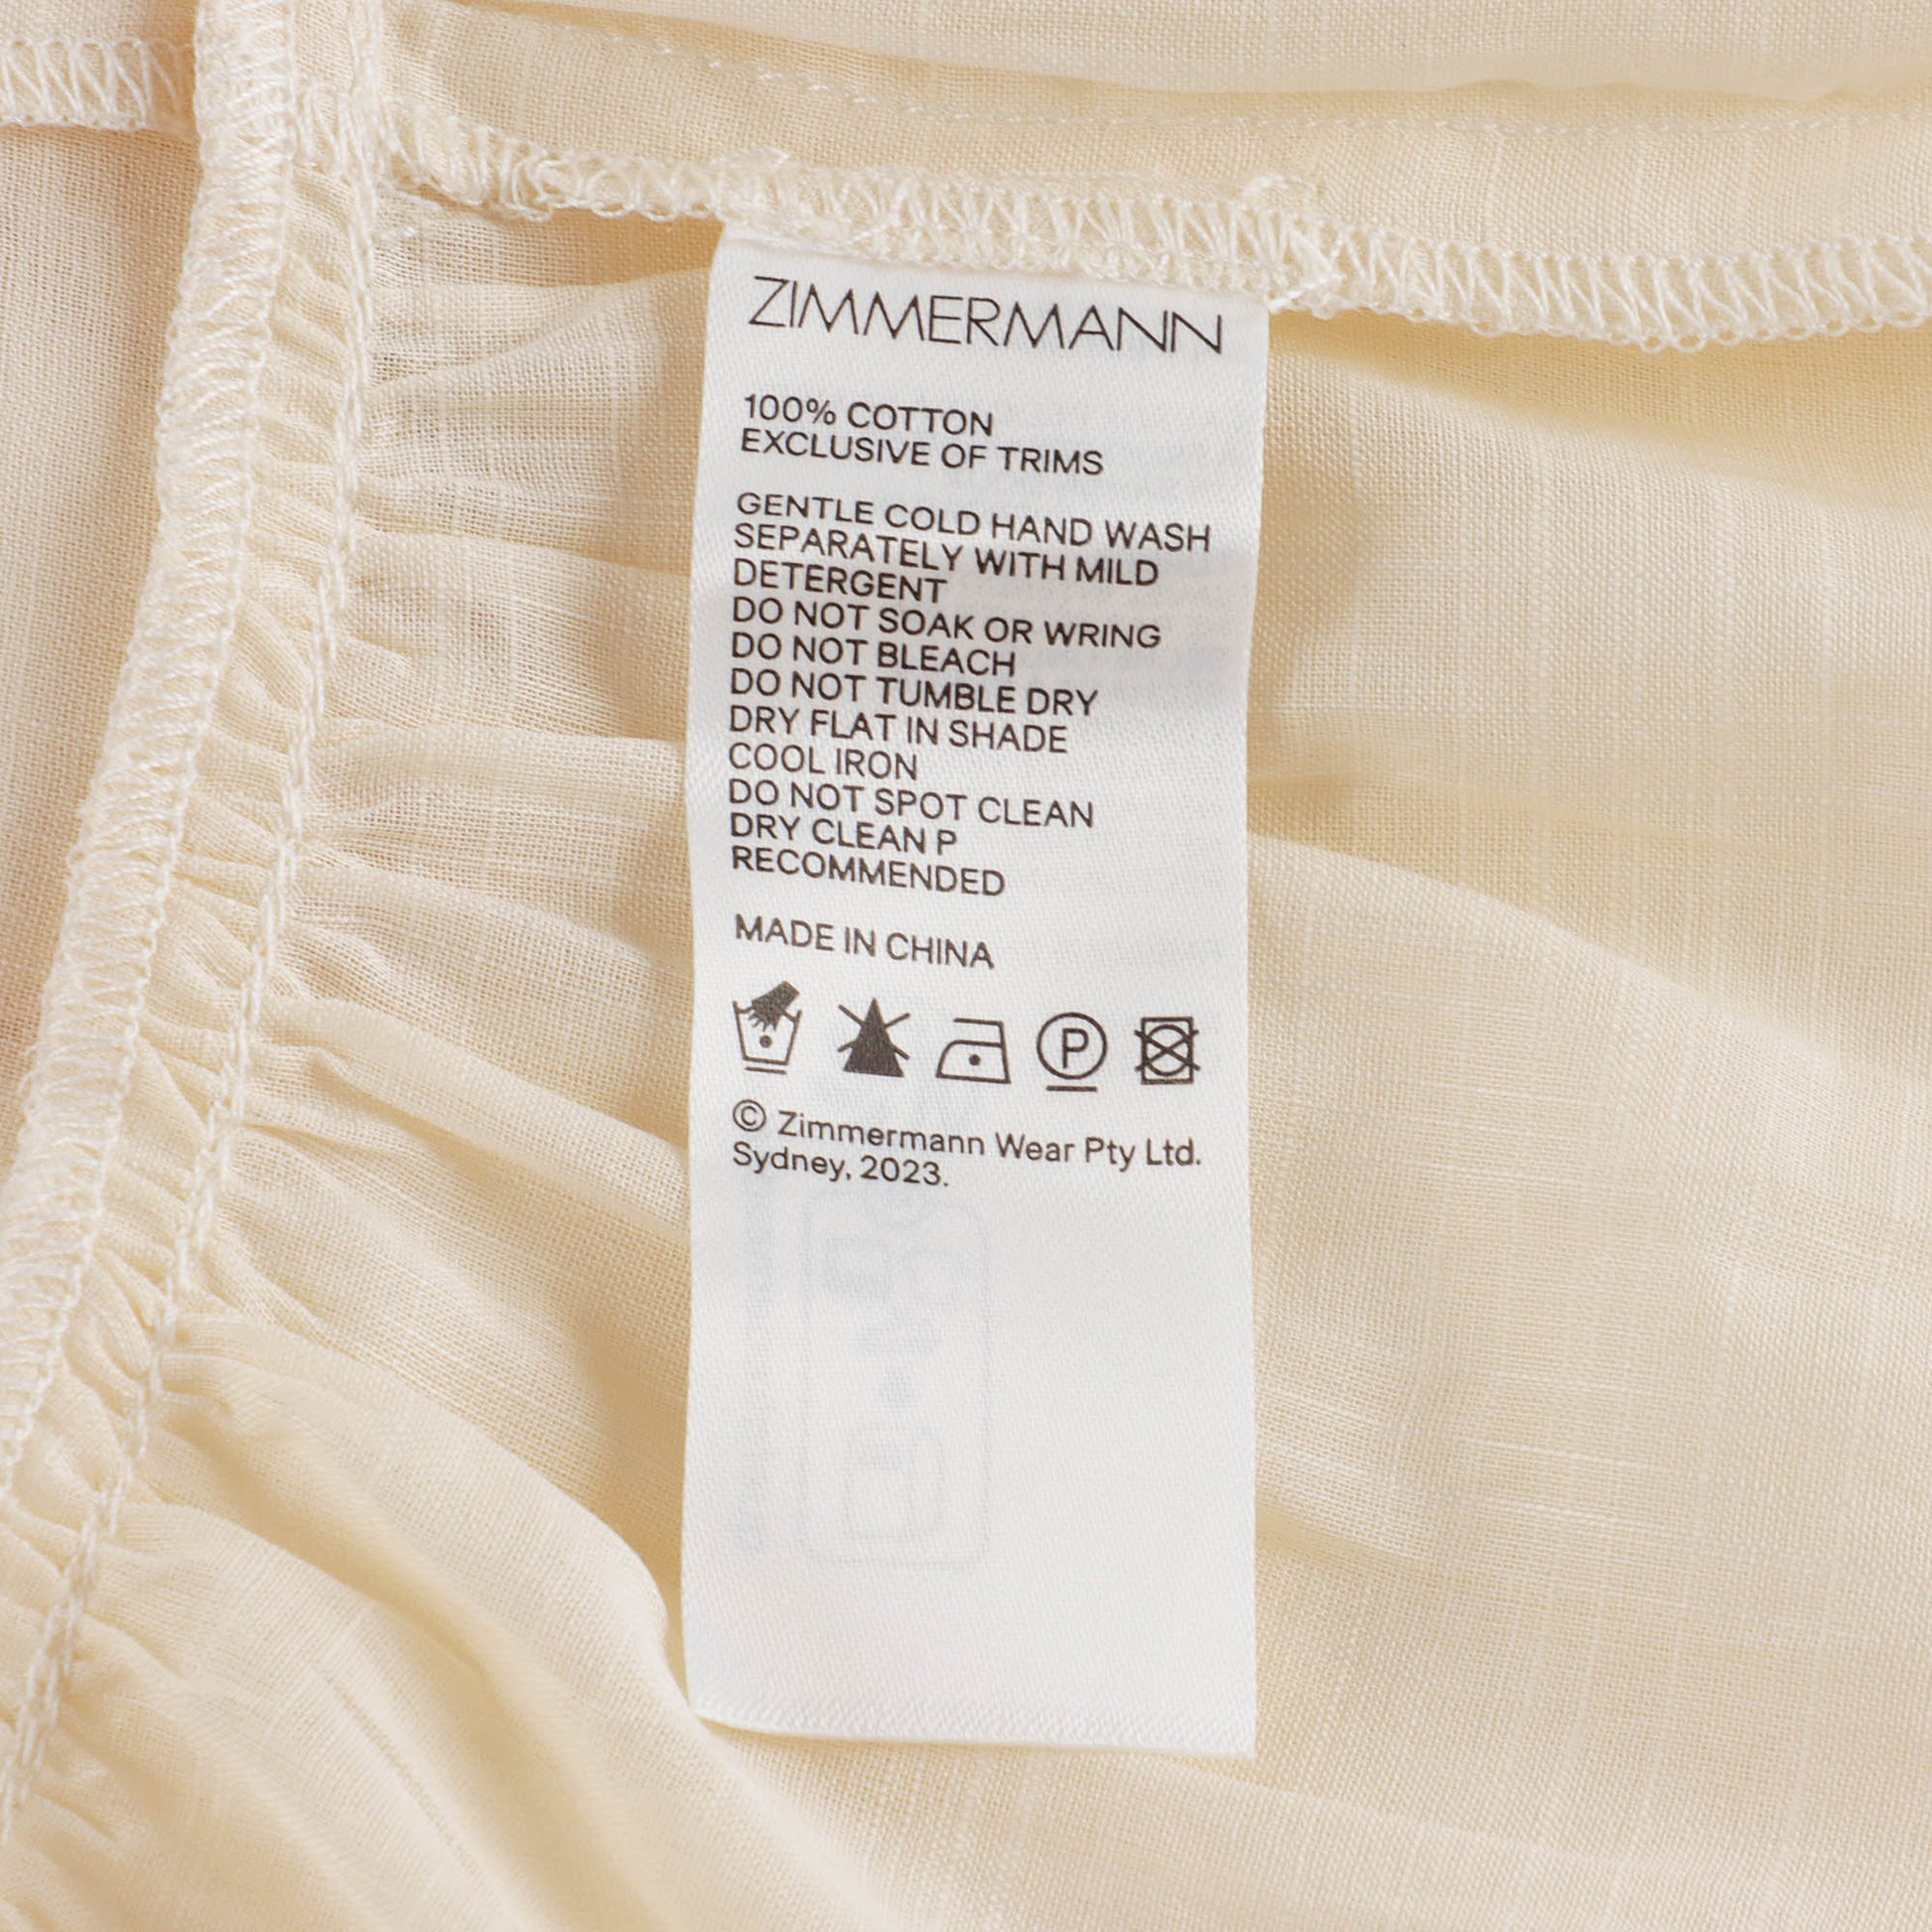 ZIMMERMANN
100% COTTON
EXCLUSIVE OF TRIMS
GENTLE COLD HAND WASH
SEPARATELY WITH MILD
DETERGENT
DO NOT SOAK OR WRING
DO NOT BLEACH
DO NOT TUMBLE DRY
DRY FLAT IN SHADE
COOL IRON
DO NOT SPOT CLEAN
DRY CLEAN P
RECOMMENDED
MADE IN CHINA
P
© Zimmermann Wear Pty Ltd.
Sydney, 2023.